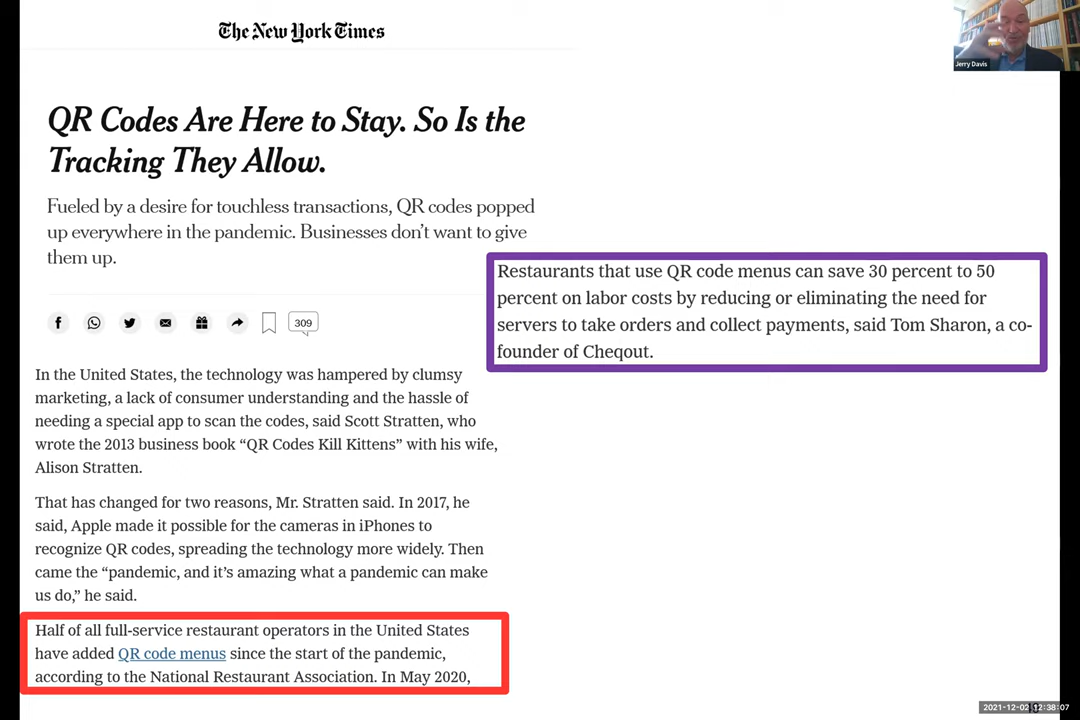 The New York Times
Jerry Davis
QR Codes Are Here to Stay. So Is the
Tracking They Allow.
Fueled by a desire for touchless transactions, QR codes popped
up everywhere in the pandemic. Businesses don’t want to give
them up.
Restaurants that use QR code menus can save 30 percent to 50
percent on labor costs by reducing or eliminating the need for
servers to take orders and collect payments, said Tom Sharon, a co-
founder of Cheqout.
309
In the United States, the technology was hampered by clumsy
marketing, a lack of consumer understanding and the hassle of
needing a special app to scan the codes, said Scott Stratten, who
wrote the 2013 business book “QR Codes Kill Kittens” with his wife,
Alison Stratten.
That has changed for two reasons, Mr. Stratten said. In 2017, he
said, Apple made it possible for the cameras in iPhones to
recognize QR codes, spreading the technology more widely. Then
came the “pandemic, and it’s amazing what a pandemic can make
us do,” he said.
Half of all full-service restaurant operators in the United States
have added QR code menus since the start of the pandemic,
according to the National Restaurant Association. In May 2020,
2021-12-02 12:38:07